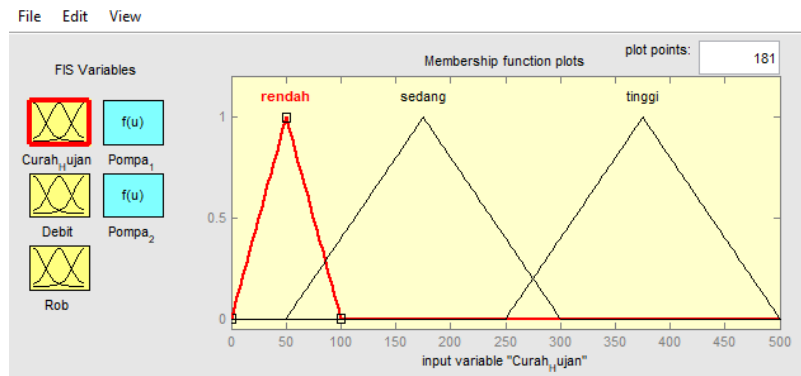 File Edit View
FIS Variables
f(u)
Curah_Hujan Pompa_1
f(u)
Debit Pompa_2
Rob
Membership function plots plot points: 181
rendah sedang tinggi
1
0.5
0
0 50 100 150 200 250 300 350 400 450 500
input variable "Curah_Hujan"